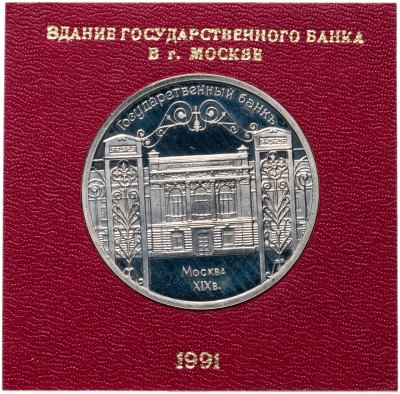 ЗДАНИЕ ГОСУДАРСТВЕННОГО БАНКА
В г. МОСКВЕ
Государственный банкъ
Москва
XIXв.
1991